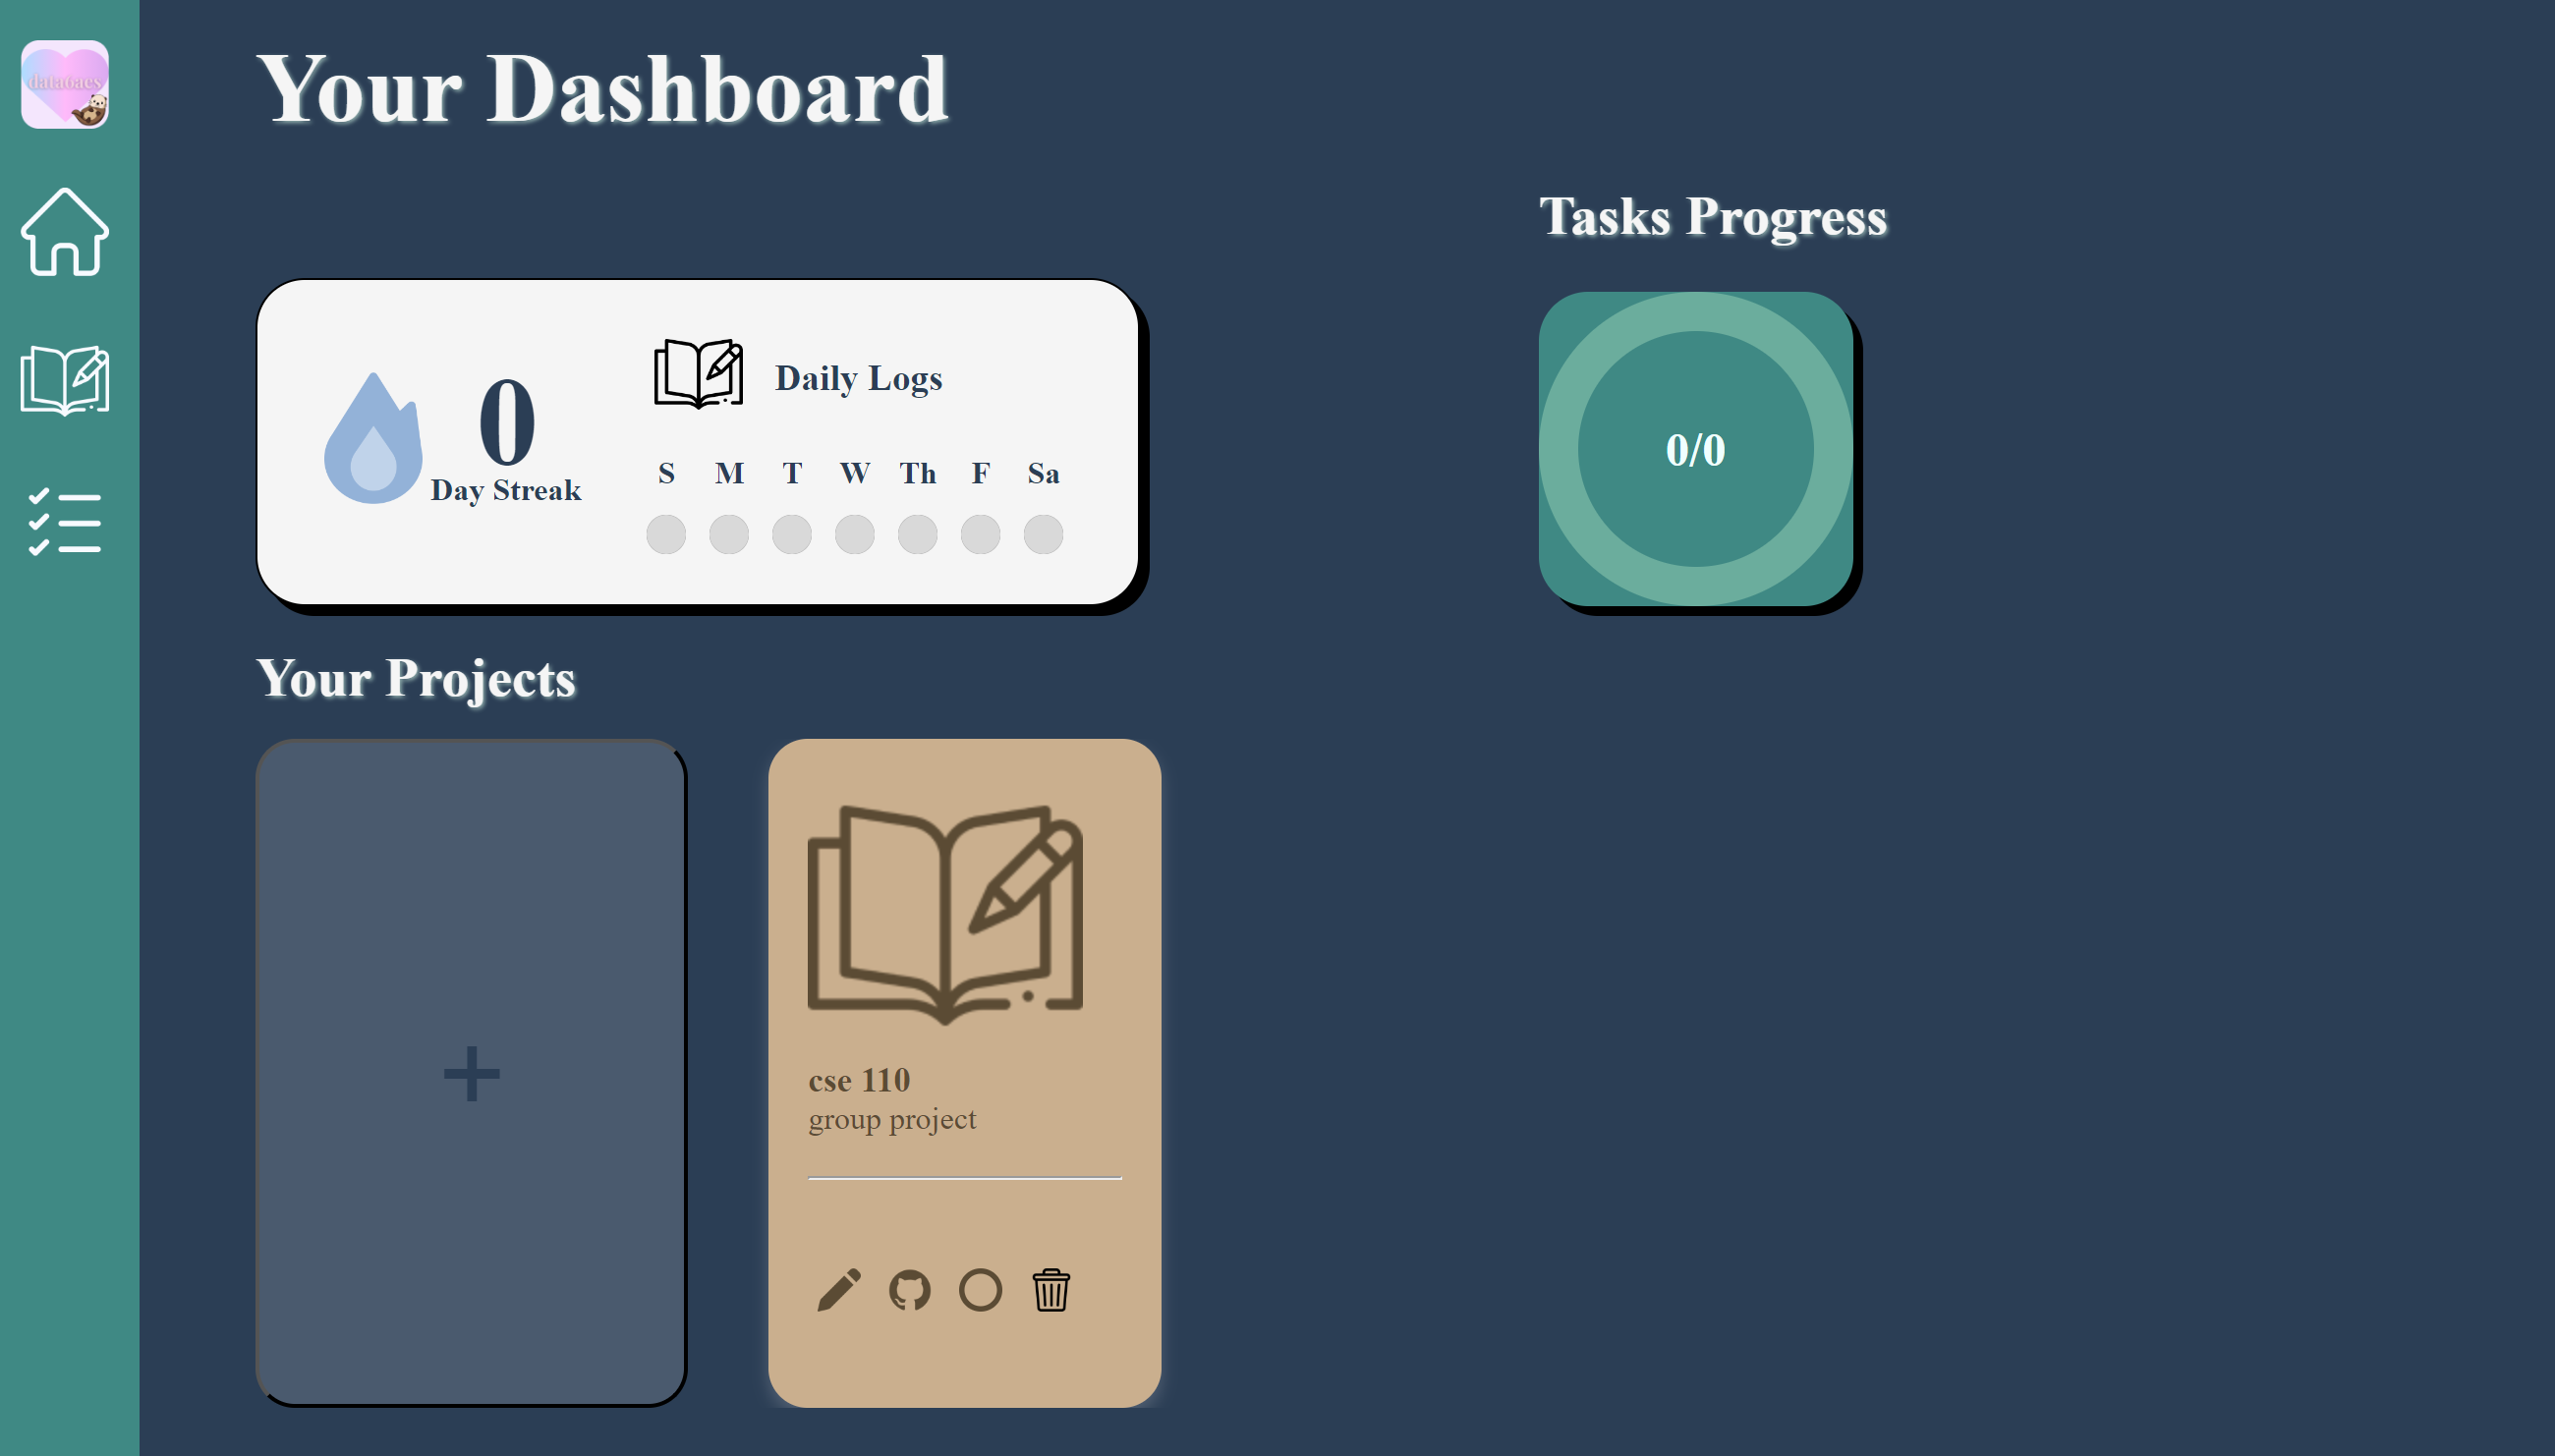 databaes
Your Dashboard
Tasks Progress
0
Day Streak
Daily Logs
S M T W Th F Sa
0/0
Your Projects
+
cse 110
group project